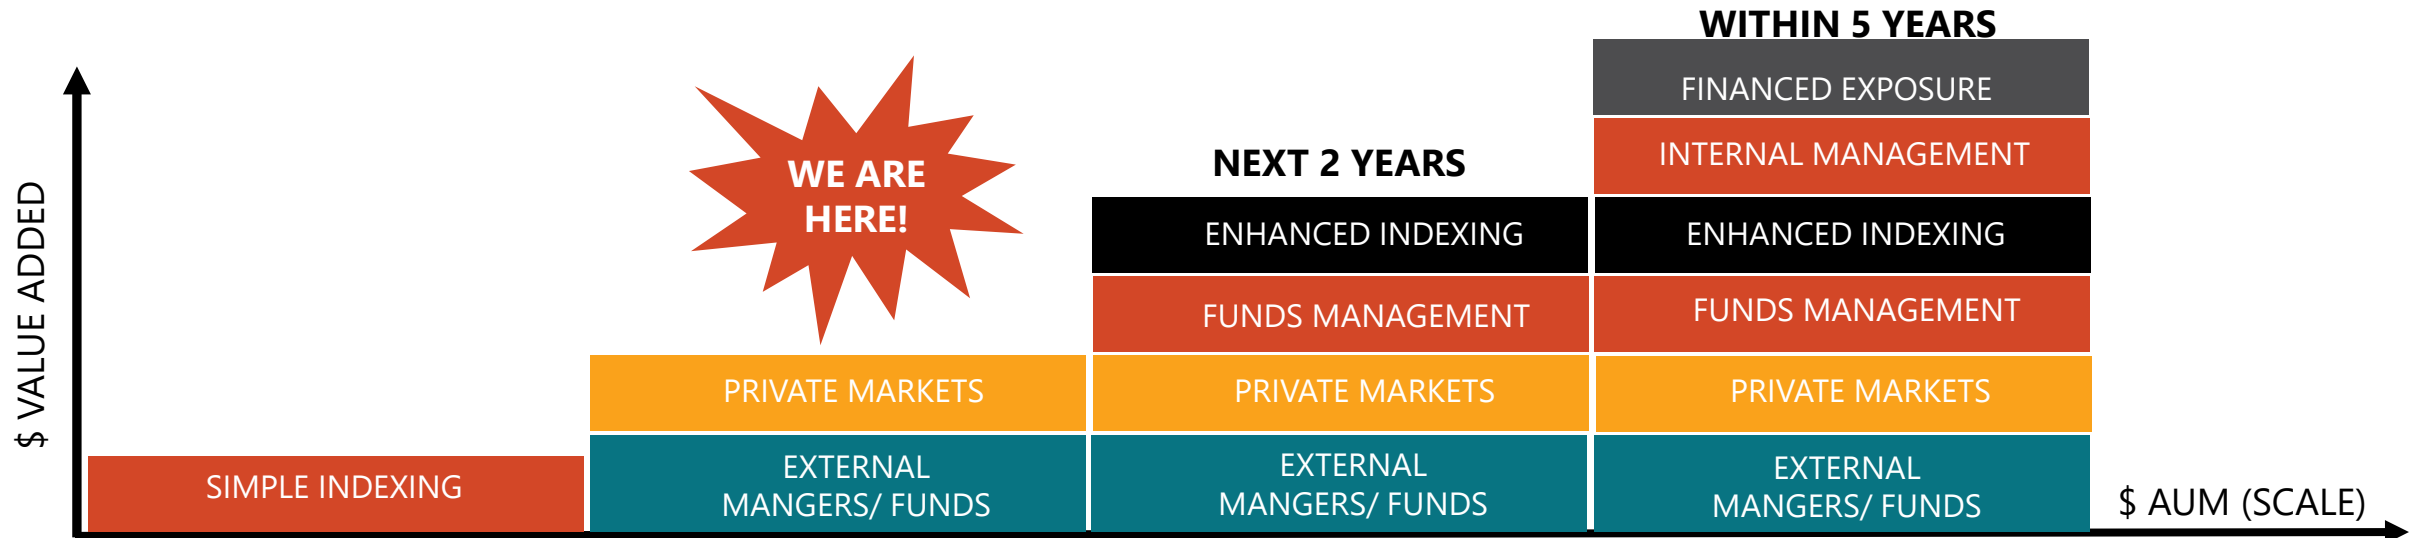 WITHIN 5 YEARS
FINANCED EXPOSURE
INTERNAL MANAGEMENT
WE ARE
HERE!
NEXT 2 YEARS
ENHANCED INDEXING
ENHANCED INDEXING
FUNDS MANAGEMENT
FUNDS MANAGEMENT
PRIVATE MARKETS
PRIVATE MARKETS
PRIVATE MARKETS
$ VALUE ADDED
SIMPLE INDEXING
EXTERNAL
MANGERS/ FUNDS
EXTERNAL
MANGERS/ FUNDS
EXTERNAL
MANGERS/ FUNDS
$ AUM (SCALE)